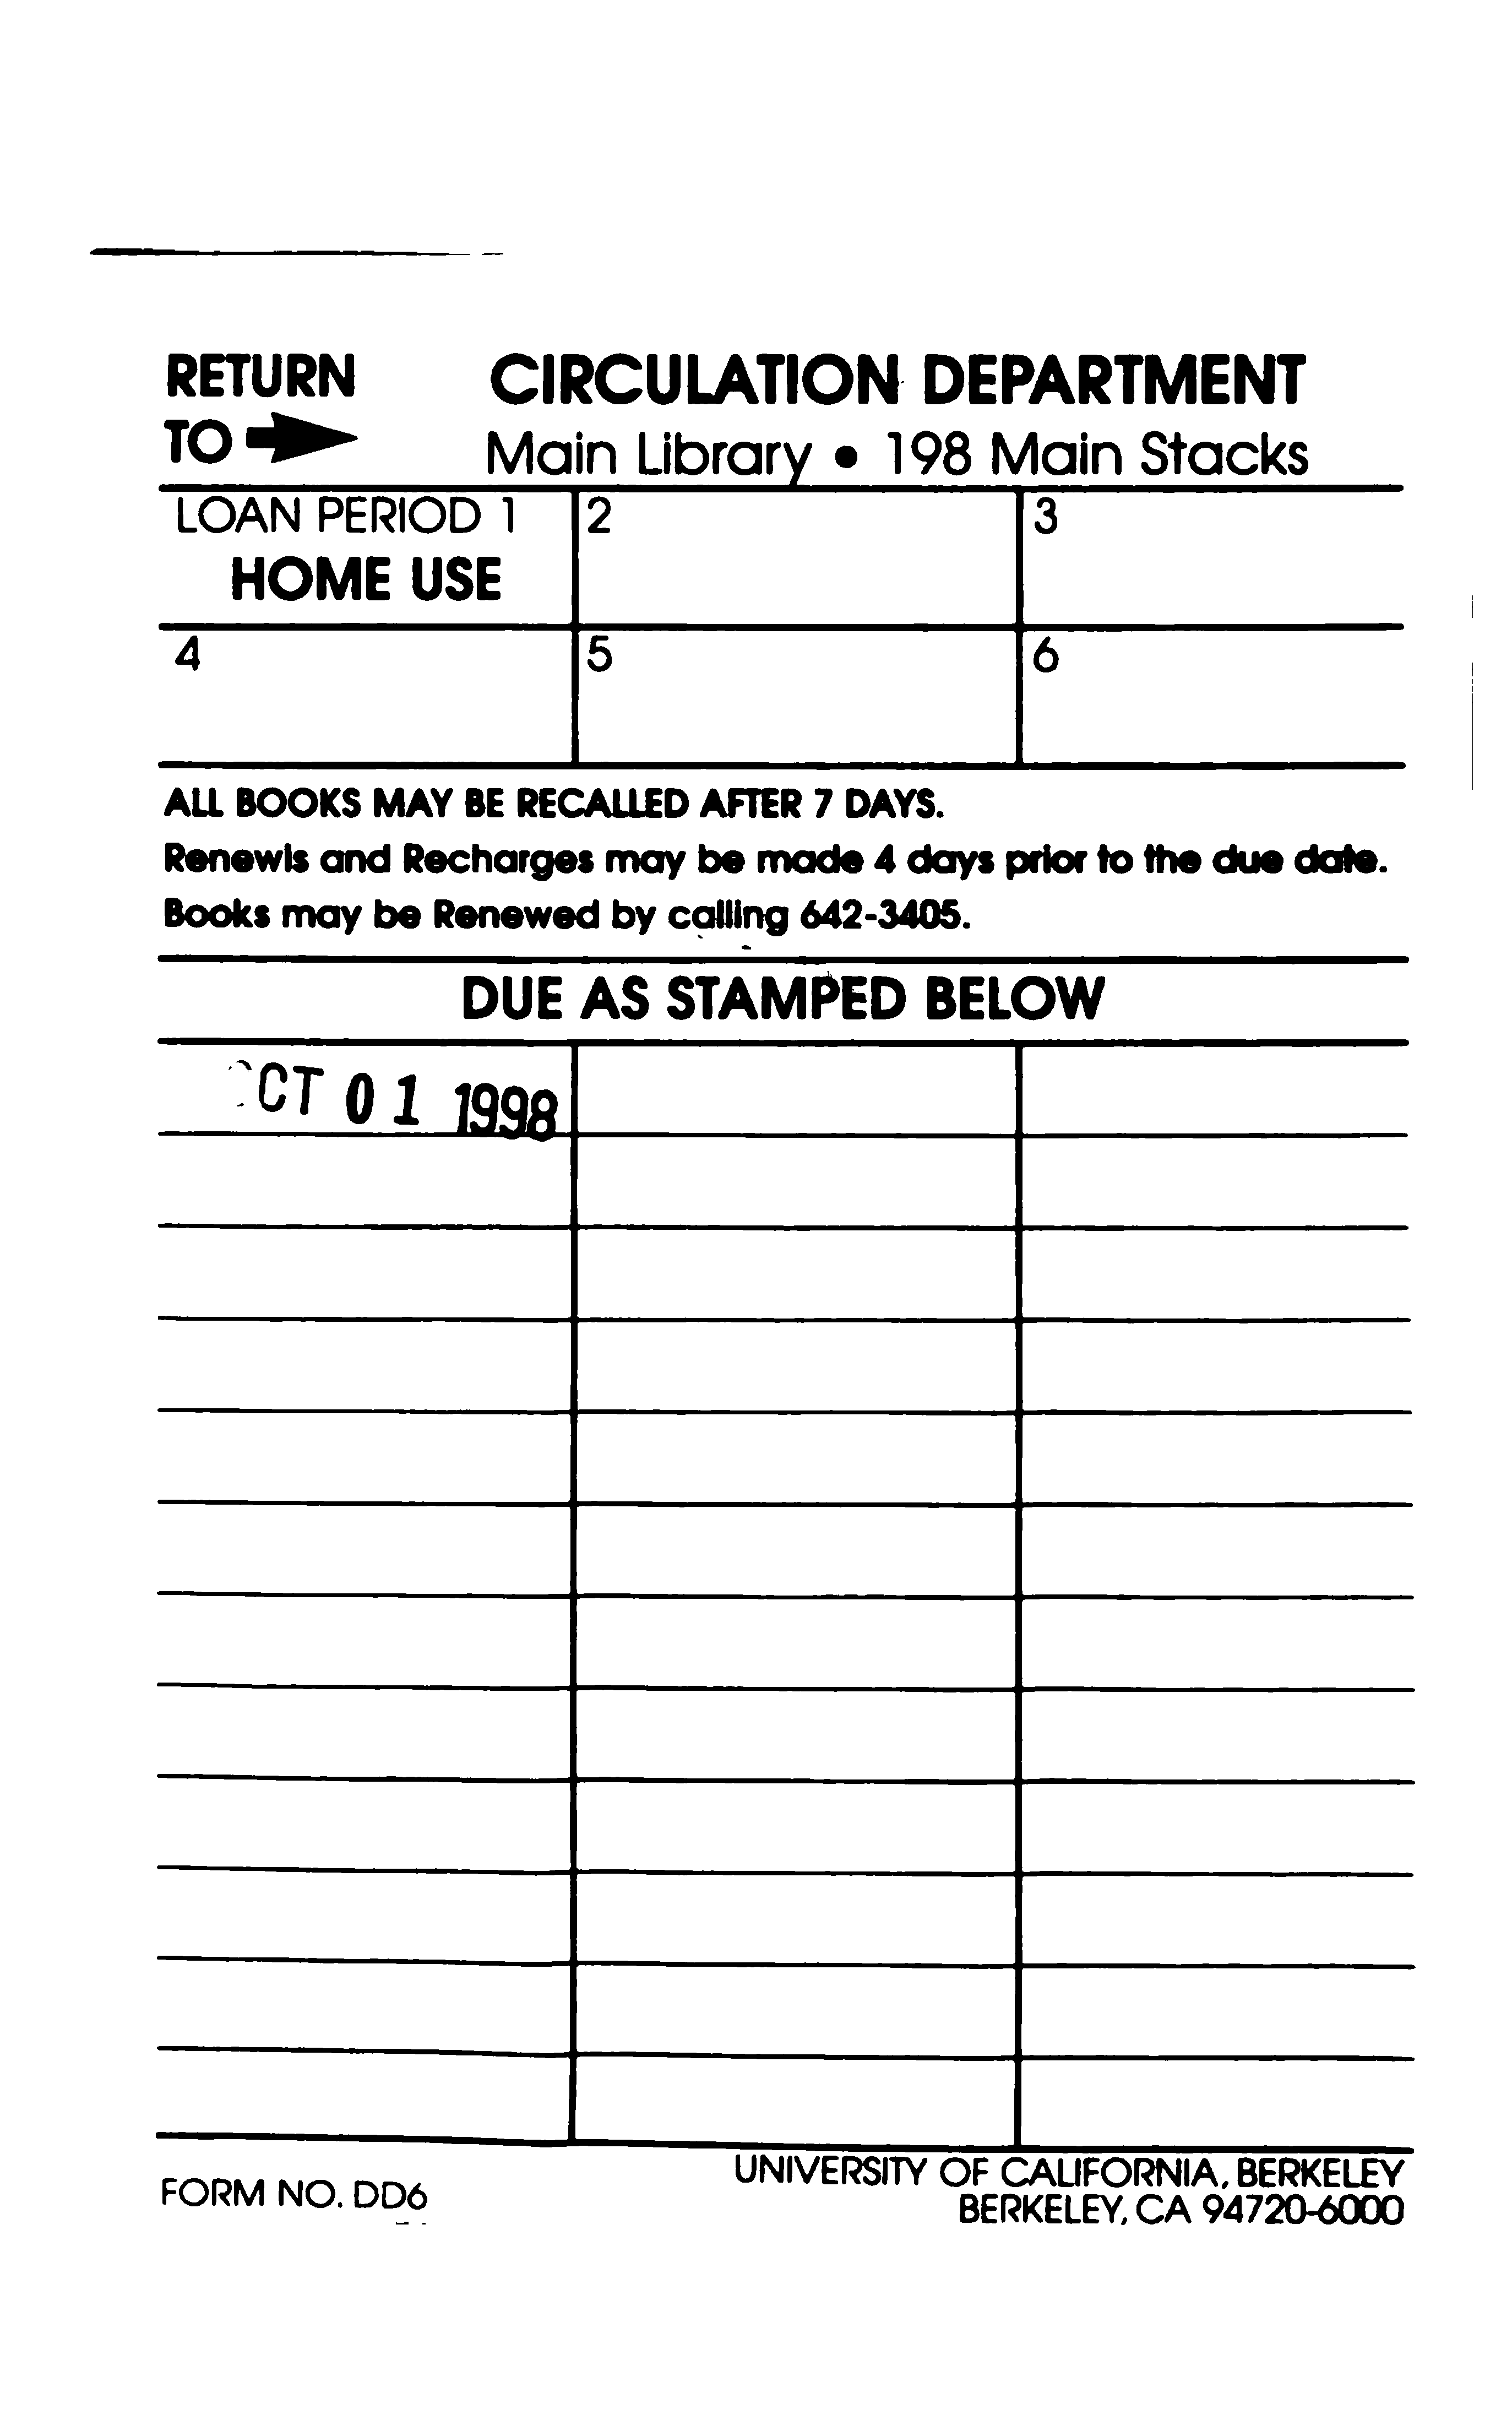 RETURN TO CIRCULATION DEPARTMENT
Main Library • 198 Main Stacks
LOAN PERIOD 1
HOME USE
2
3
4
5
6
ALL BOOKS MAY BE RECALLED AFTER 7 DAYS.
Renewls and Recharges may be made 4 days prior to the due date.
Books may be Renewed by calling 642-3405.
DUE AS STAMPED BELOW
OCT 01 1998
FORM NO. DD6
UNIVERSITY OF CALIFORNIA, BERKELEY
BERKELEY, CA 94720-6000